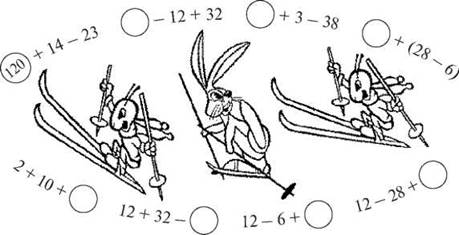 120 + 14 − 23 ◯ − 12 + 32 ◯ + 3 − 38 ◯ + (28 − 6)
2 + 10 + ◯ 12 + 32 − ◯ 12 − 6 + ◯ 12 − 28 + ◯